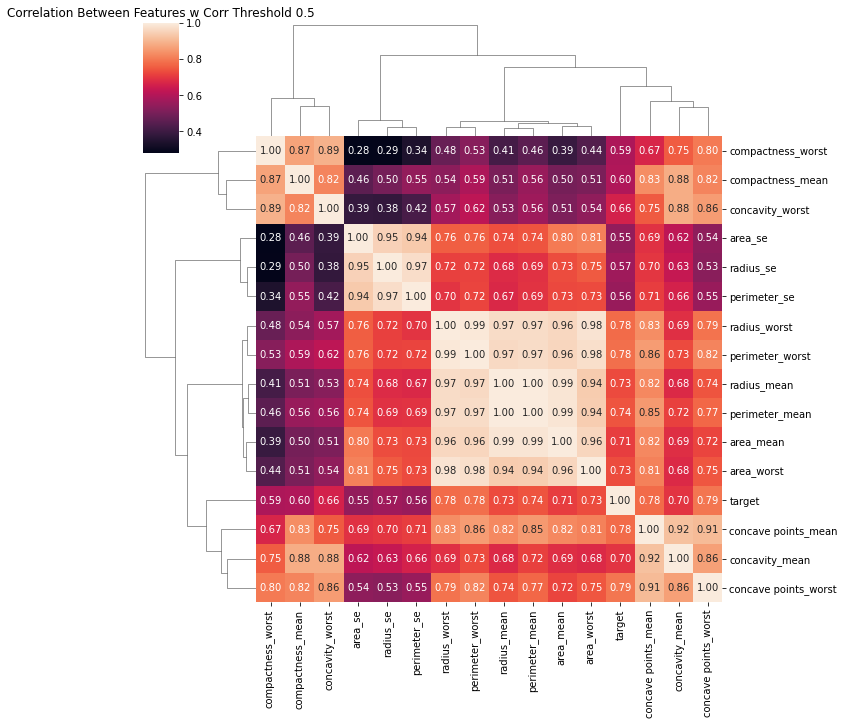 Correlation Between Features w Corr Threshold 0.5
1.0
0.8
0.6
0.4
1.00 0.87 0.89 0.28 0.29 0.34 0.48 0.53 0.41 0.46 0.39 0.44 0.59 0.67 0.75 0.80 compactness_worst
0.87 1.00 0.82 0.46 0.50 0.55 0.54 0.59 0.51 0.56 0.50 0.51 0.60 0.83 0.88 0.82 compactness_mean
0.89 0.82 1.00 0.39 0.38 0.42 0.57 0.62 0.53 0.56 0.51 0.54 0.66 0.75 0.88 0.86 concavity_worst
0.28 0.46 0.39 1.00 0.95 0.94 0.76 0.76 0.74 0.74 0.80 0.81 0.55 0.69 0.62 0.54 area_se
0.29 0.50 0.38 0.95 1.00 0.97 0.72 0.72 0.68 0.69 0.73 0.75 0.57 0.70 0.63 0.53 radius_se
0.34 0.55 0.42 0.94 0.97 1.00 0.70 0.72 0.67 0.69 0.73 0.73 0.56 0.71 0.66 0.55 perimeter_se
0.48 0.54 0.57 0.76 0.72 0.70 1.00 0.99 0.97 0.97 0.96 0.98 0.78 0.83 0.69 0.79 radius_worst
0.53 0.59 0.62 0.76 0.72 0.72 0.99 1.00 0.97 0.97 0.96 0.98 0.78 0.86 0.73 0.82 perimeter_worst
0.41 0.51 0.53 0.74 0.68 0.67 0.97 0.97 1.00 1.00 0.99 0.94 0.73 0.82 0.68 0.74 radius_mean
0.46 0.56 0.56 0.74 0.69 0.69 0.97 0.97 1.00 1.00 0.99 0.94 0.74 0.85 0.72 0.77 perimeter_mean
0.39 0.50 0.51 0.80 0.73 0.73 0.96 0.96 0.99 0.99 1.00 0.96 0.71 0.82 0.69 0.72 area_mean
0.44 0.51 0.54 0.81 0.75 0.73 0.98 0.98 0.94 0.94 0.96 1.00 0.73 0.81 0.68 0.75 area_worst
0.59 0.60 0.66 0.55 0.57 0.56 0.78 0.78 0.73 0.74 0.71 0.73 1.00 0.78 0.70 0.79 target
0.67 0.83 0.75 0.69 0.70 0.71 0.83 0.86 0.82 0.85 0.82 0.81 0.78 1.00 0.92 0.91 concave points_mean
0.75 0.88 0.88 0.62 0.63 0.66 0.69 0.73 0.68 0.72 0.69 0.68 0.70 0.92 1.00 0.86 concavity_mean
0.80 0.82 0.86 0.54 0.53 0.55 0.79 0.82 0.74 0.77 0.72 0.75 0.79 0.91 0.86 1.00 concave points_worst
compactness_worst
compactness_mean
concavity_worst
area_se
radius_se
perimeter_se
radius_worst
perimeter_worst
radius_mean
perimeter_mean
area_mean
area_worst
target
concave points_mean
concavity_mean
concave points_worst